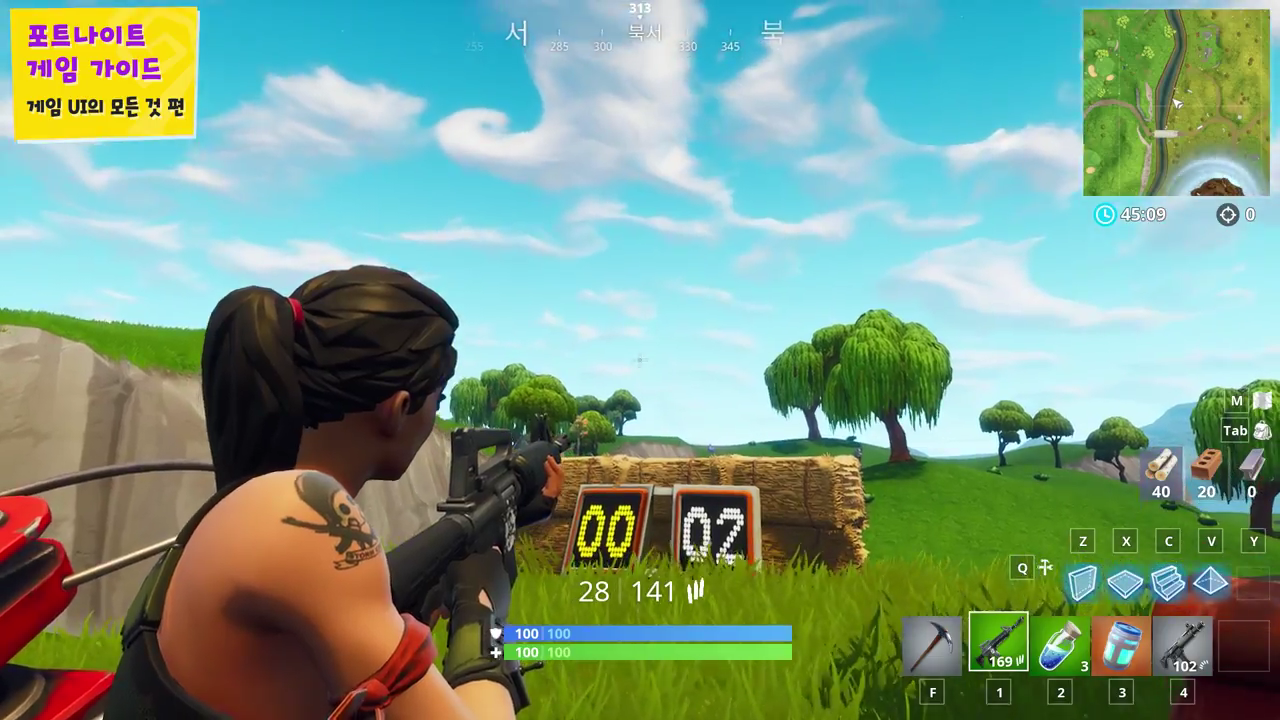 포트나이트
게임 가이드
게임 UI의 모든 것 편
313
서 북서 북
255 285 300 330 345
45:09 0
M
Tab
40 20 0
00 02
Z X C V Y
Q
28 | 141
100 | 100
100 | 100
169 3 102
F 1 2 3 4